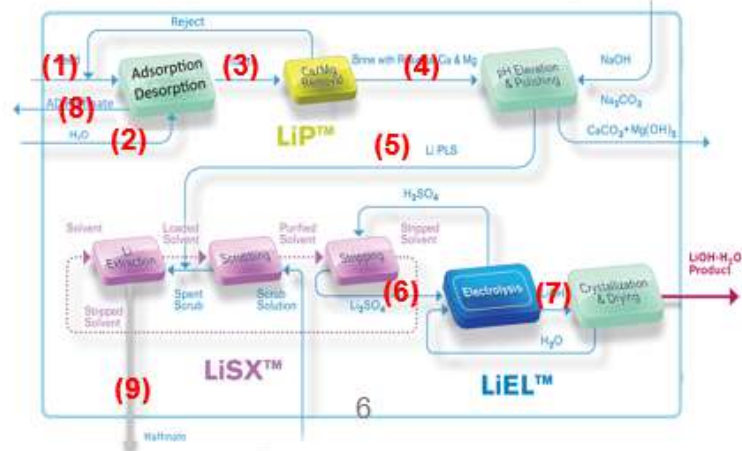 Reject
(1)
Adsorption
Desorption
(3)
Ca/Mg
Removal
Brine with Residual Ca & Mg
(4)
pH Elevation
& Polishing
NaOH
Na₂CO₃
(8)
H₂O
(2)
LiP™
CaCO₃+Mg(OH)₂
(5)
Li PLS
H₂SO₄
Solvent
Loaded
Solvent
Purified
Solvent
Stripped
Solvent
Li
Extraction
Scrubbing
Stripping
Spent
Scrub
Scrub
Solution
Li₂SO₄
(6)
Electrolysis
(7)
Crystallization
& Drying
LiOH-H₂O
Product
Stripped
Solvent
H₂O
LiSX™
LiEL™
(9)
6
Raffinate